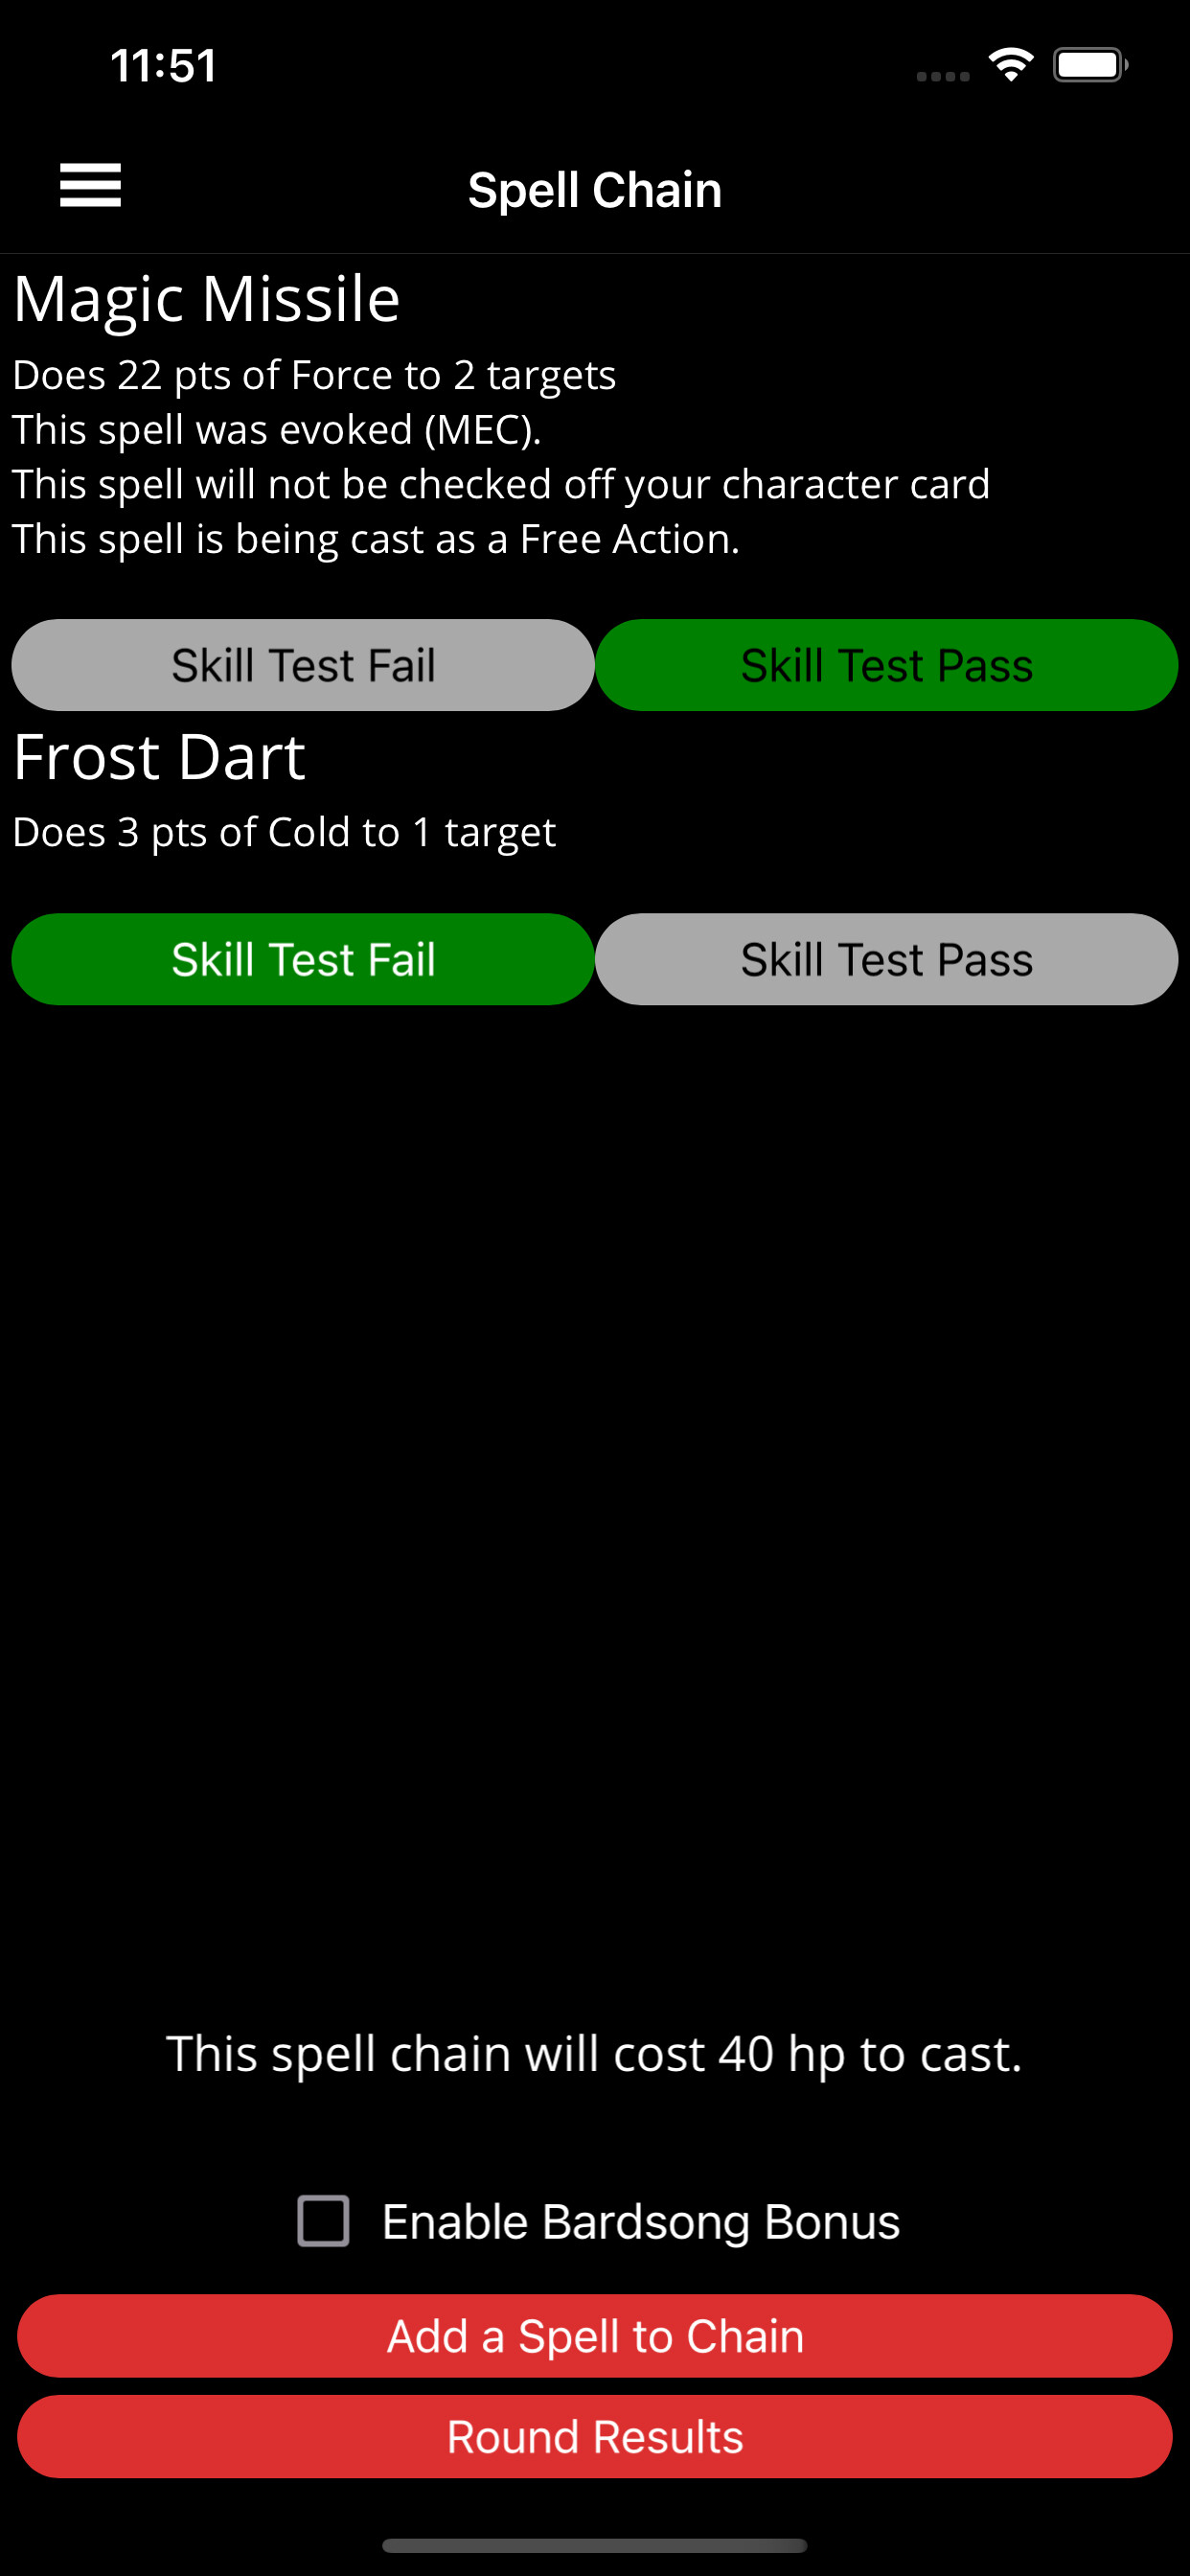 11:51
Spell Chain
Magic Missile
Does 22 pts of Force to 2 targets
This spell was evoked (MEC).
This spell will not be checked off your character card
This spell is being cast as a Free Action.
Skill Test Fail
Skill Test Pass
Frost Dart
Does 3 pts of Cold to 1 target
Skill Test Fail
Skill Test Pass
This spell chain will cost 40 hp to cast.
Enable Bardsong Bonus
Add a Spell to Chain
Round Results